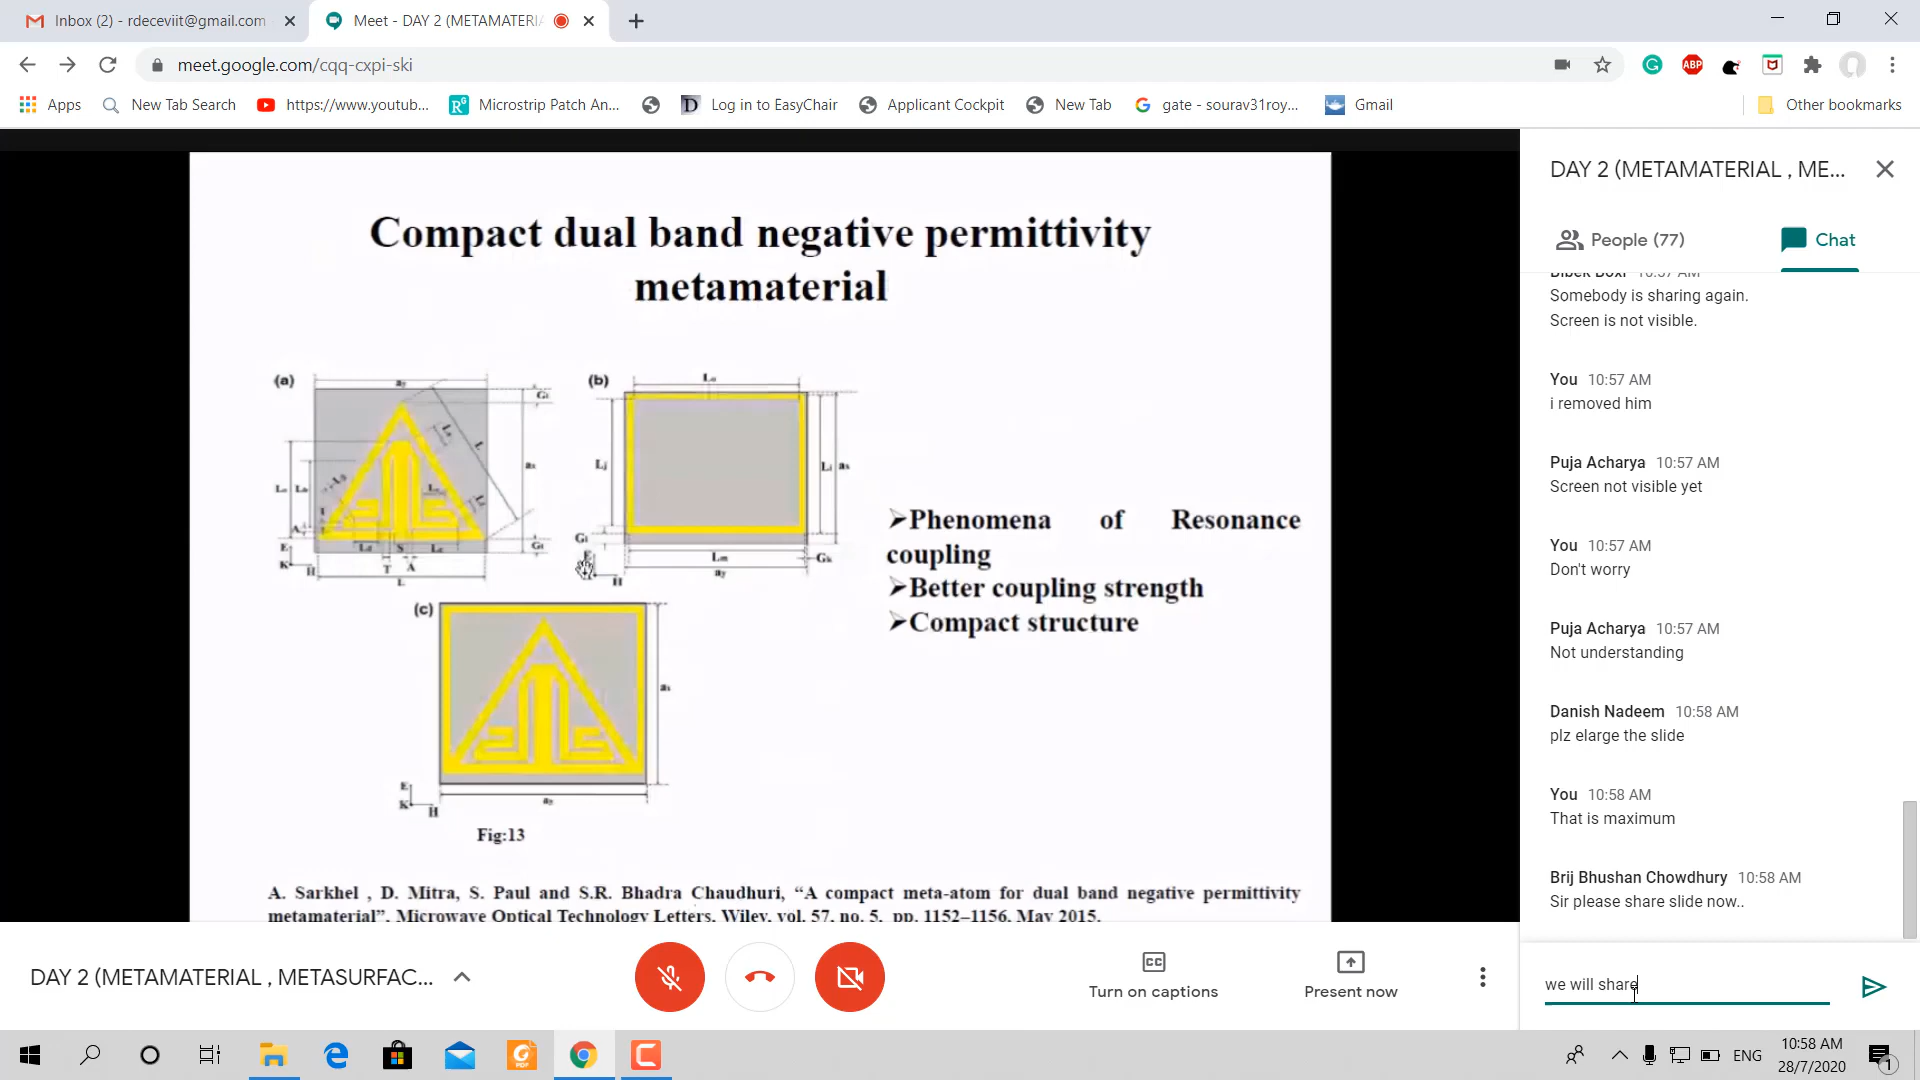 Inbox (2) - rdeceviit@gmail.com
Meet - DAY 2 (METAMATERI
meet.google.com/cqq-cxpi-ski
Apps
New Tab Search
https://www.youtub...
Microstrip Patch An...
Log in to EasyChair
Applicant Cockpit
New Tab
gate - sourav31roy...
Gmail
Other bookmarks
Compact dual band negative permittivity
metamaterial
(a)
(b)
(c)
Fig:13
➢Phenomena of Resonance
coupling
➢Better coupling strength
➢Compact structure
A. Sarkhel , D. Mitra, S. Paul and S.R. Bhadra Chaudhuri, “A compact meta-atom for dual band negative permittivity
metamaterial”, Microwave Optical Technology Letters, Wiley, vol. 57, no. 5, pp. 1152–1156, May 2015.
DAY 2 (METAMATERIAL , ME...
People (77)
Chat
Bibek Boxi 10:57 AM
Somebody is sharing again.
Screen is not visible.
You 10:57 AM
i removed him
Puja Acharya 10:57 AM
Screen not visible yet
You 10:57 AM
Don't worry
Puja Acharya 10:57 AM
Not understanding
Danish Nadeem 10:58 AM
plz elarge the slide
You 10:58 AM
That is maximum
Brij Bhushan Chowdhury 10:58 AM
Sir please share slide now..
we will share
DAY 2 (METAMATERIAL , METASURFAC...
Turn on captions
Present now
ENG
10:58 AM
28/7/2020